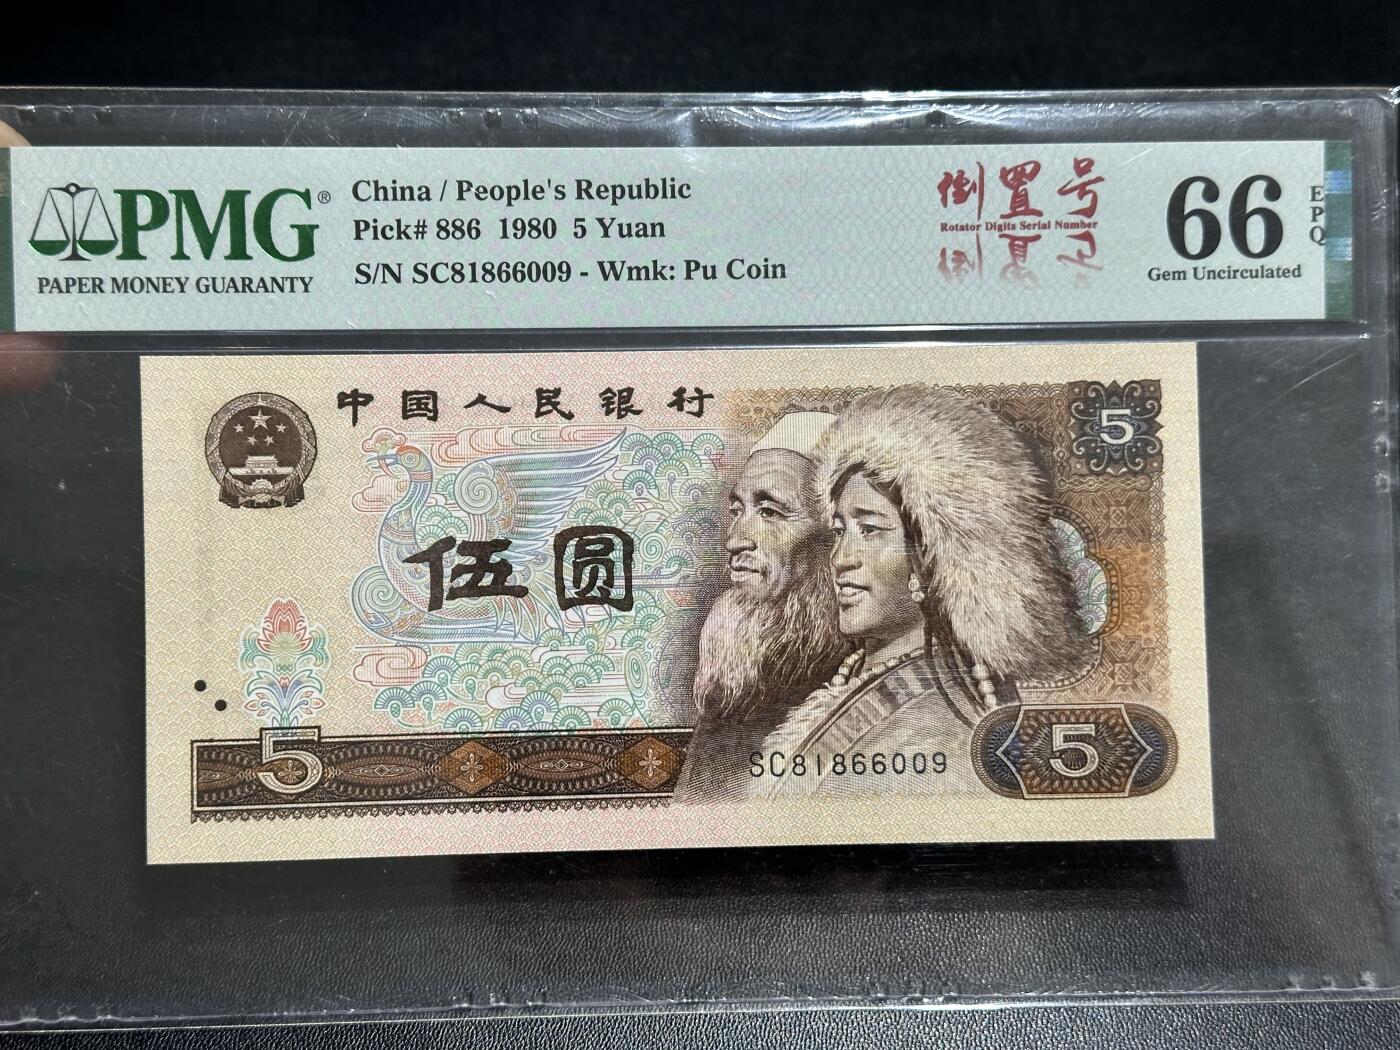 PMG®
PAPER MONEY GUARANTY
China / People's Republic
Pick# 886 1980 5 Yuan
S/N SC81866009 - Wmk: Pu Coin
倒置号
Rotator Digits Serial Number
66
EPQ
Gem Uncirculated
中国人民银行
5
伍圆
5
SC81866009
5